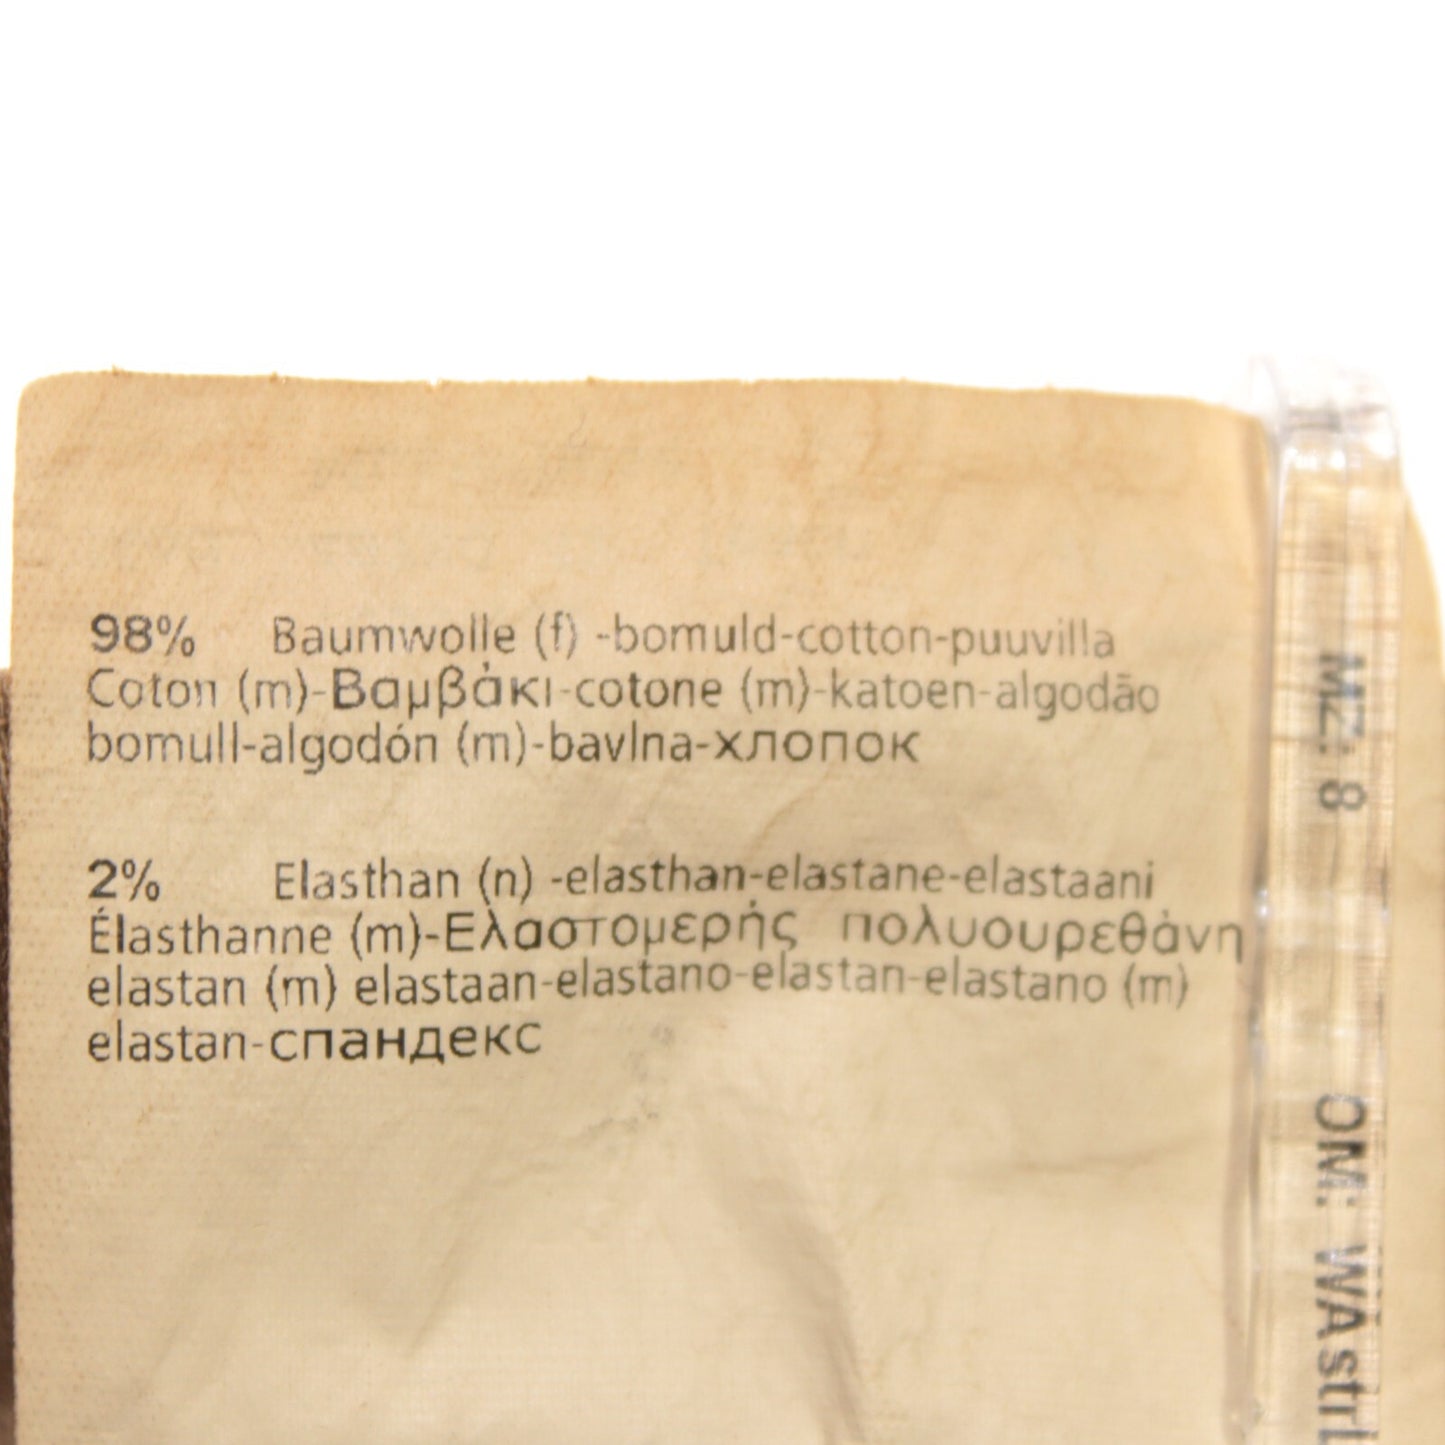 98% Baumwolle (f) -bomuld-cotton-puuvilla
Coton (m)-Βαμβάκι-cotone (m)-katoen-algodão
bomull-algodón (m)-bavlna-хлопок
2% Elasthan (n) -elasthan-elastane-elastaani
Élasthanne (m)-Ελαστομερής πολυουρεθάνη
elastan (m) elastaan-elastano-elastan-elastano (m)
elastan-спандекс
MZ: 8
OM: